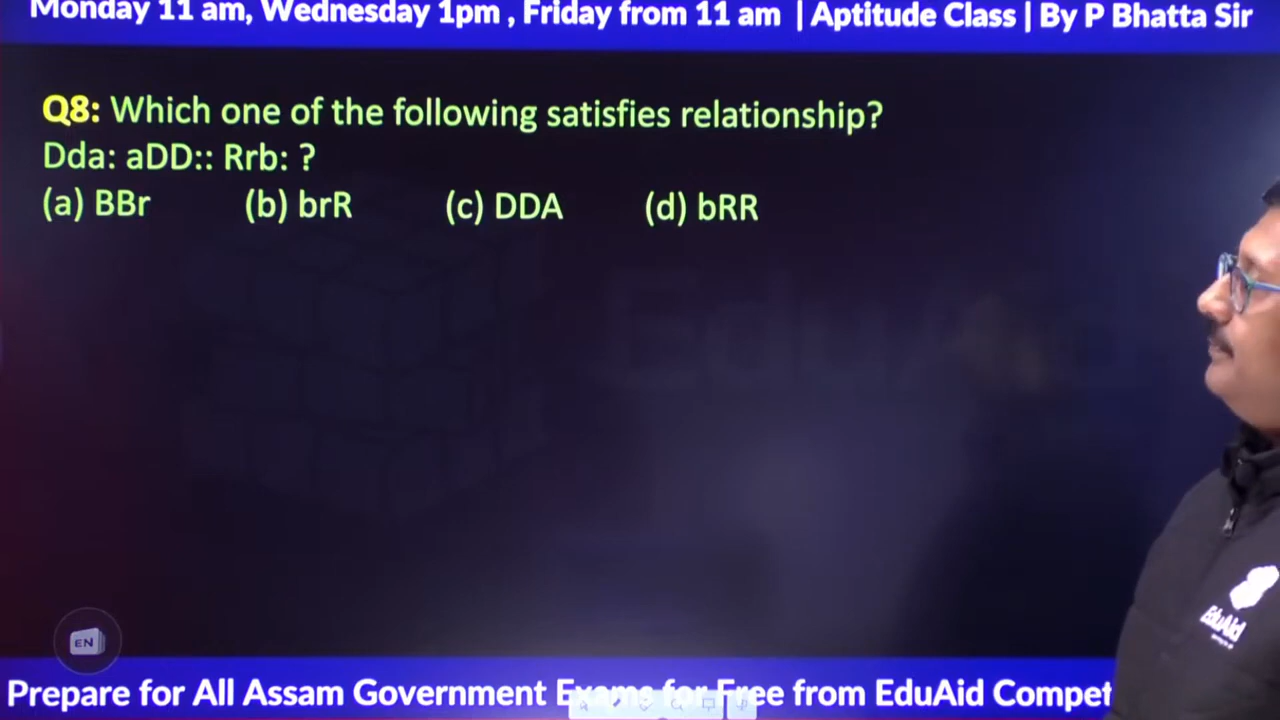 Monday 11 am, Wednesday 1pm , Friday from 11 am | Aptitude Class | By P Bhatta Sir
Q8: Which one of the following satisfies relationship?
Dda: aDD:: Rrb: ?
(a) BBr (b) brR (c) DDA (d) bRR
EduAid
EN
Prepare for All Assam Government Exams for Free from EduAid Compet